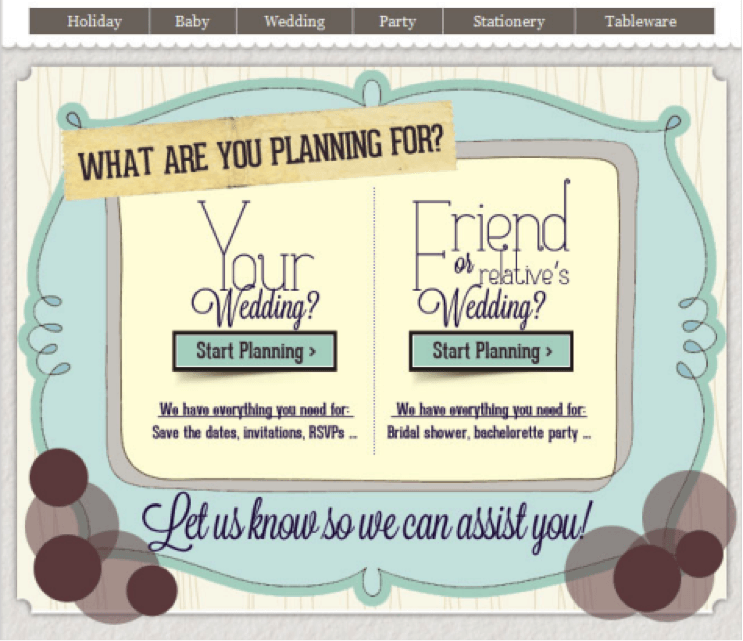 Holiday Baby Wedding Party Stationery Tableware
WHAT ARE YOU PLANNING FOR?
Your
Wedding?
Start Planning >
We have everything you need for:
Save the dates, invitations, RSVPs ...
Friend
or relative's
Wedding?
Start Planning >
We have everything you need for:
Bridal shower, bachelorette party ...
Let us know so we can assist you!